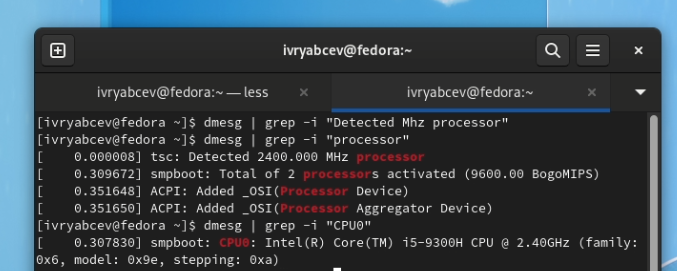 ivryabcev@fedora:~
ivryabcev@fedora:~ — less
ivryabcev@fedora:~
[ivryabcev@fedora ~]$ dmesg | grep -i "Detected Mhz processor"
[ivryabcev@fedora ~]$ dmesg | grep -i "processor"
[    0.000008] tsc: Detected 2400.000 MHz processor
[    0.309672] smpboot: Total of 2 processors activated (9600.00 BogoMIPS)
[    0.351648] ACPI: Added _OSI(Processor Device)
[    0.351650] ACPI: Added _OSI(Processor Aggregator Device)
[ivryabcev@fedora ~]$ dmesg | grep -i "CPU0"
[    0.307830] smpboot: CPU0: Intel(R) Core(TM) i5-9300H CPU @ 2.40GHz (family:
0x6, model: 0x9e, stepping: 0xa)